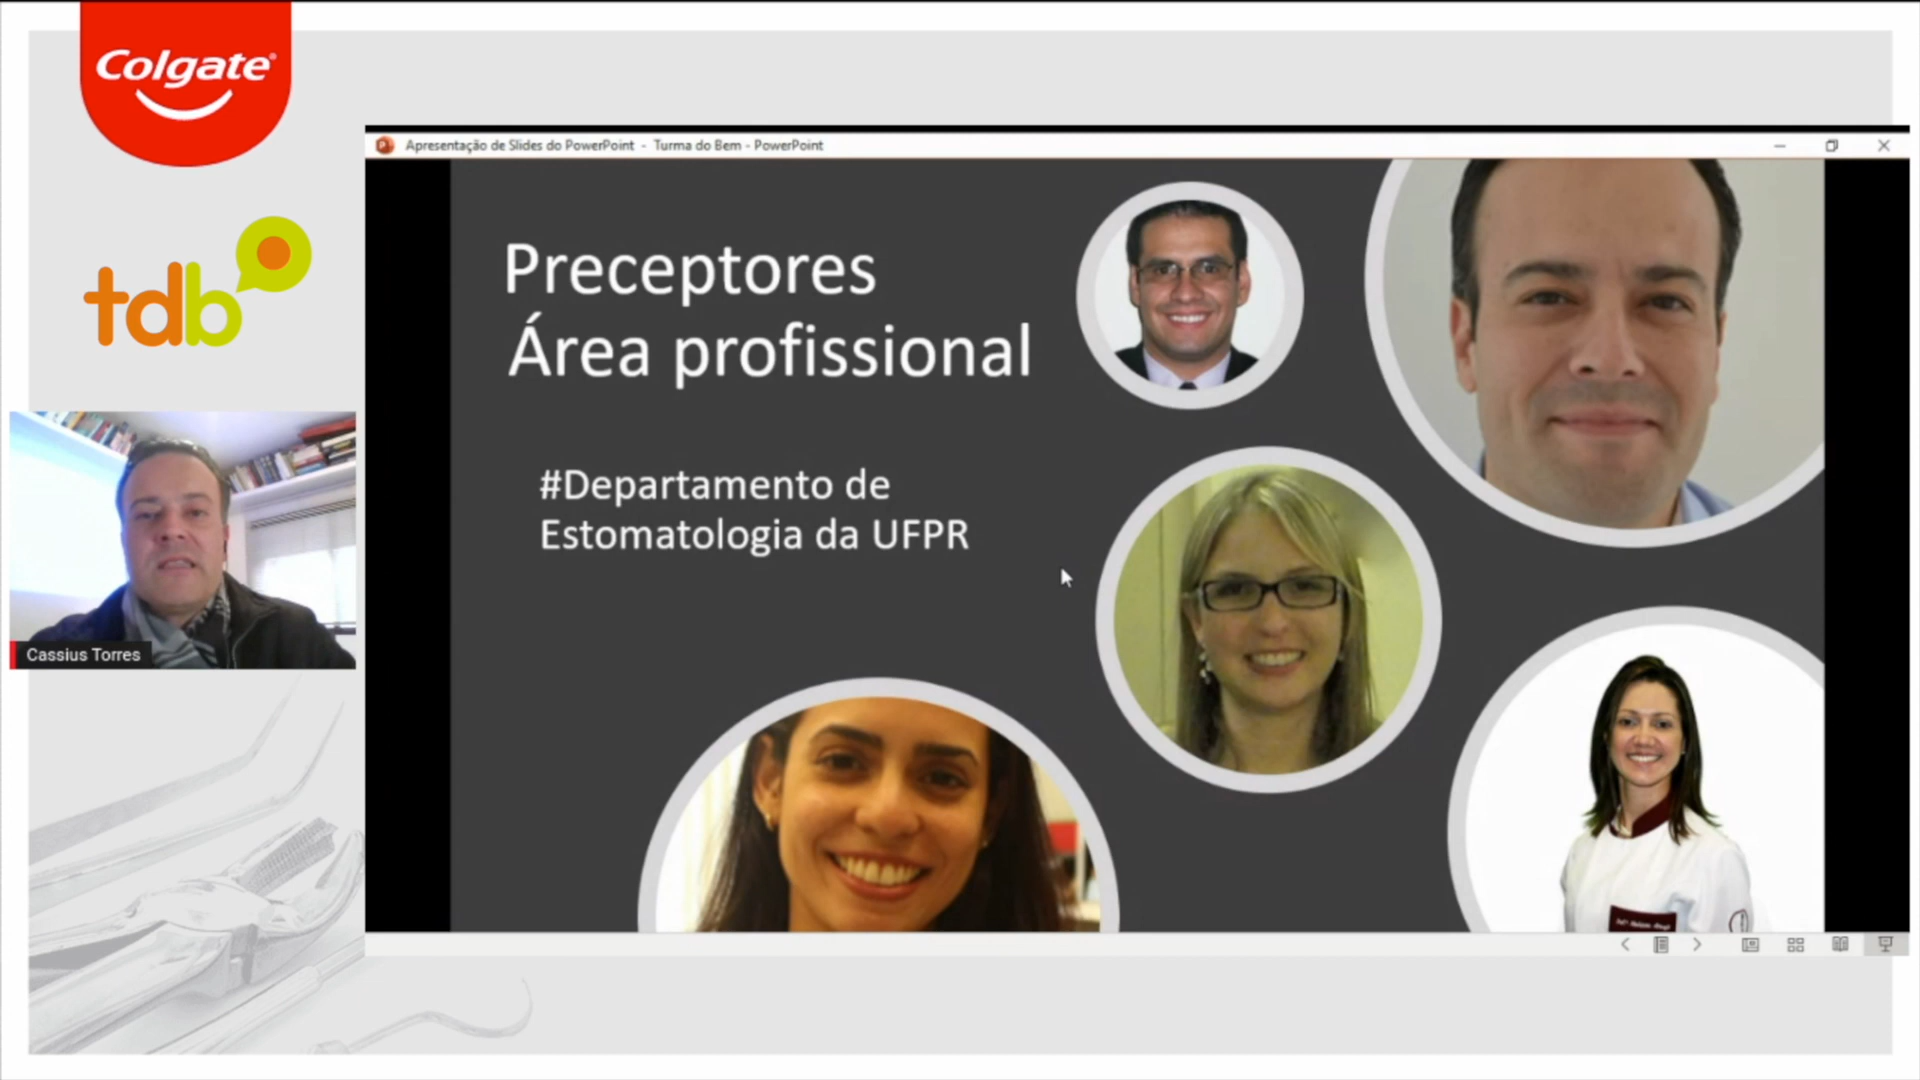 Colgate
tdb
Apresentação de Slides do PowerPoint - Turma do Bem - PowerPoint
Preceptores
Área profissional
#Departamento de
Estomatologia da UFPR
Cassius Torres